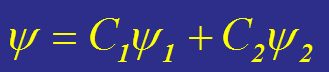 ψ = C₁ψ₁ + C₂ψ₂